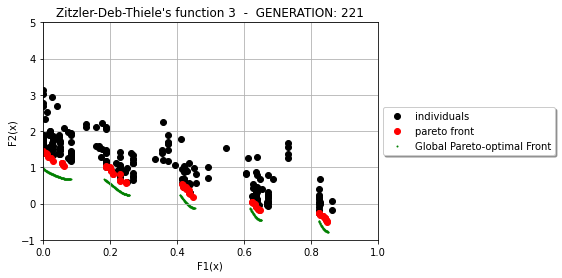 Zitzler-Deb-Thiele's function 3 - GENERATION: 221
5
4
3
2
1
0
-1
F2(x)
0.0 0.2 0.4 0.6 0.8 1.0
F1(x)
individuals
pareto front
Global Pareto-optimal Front